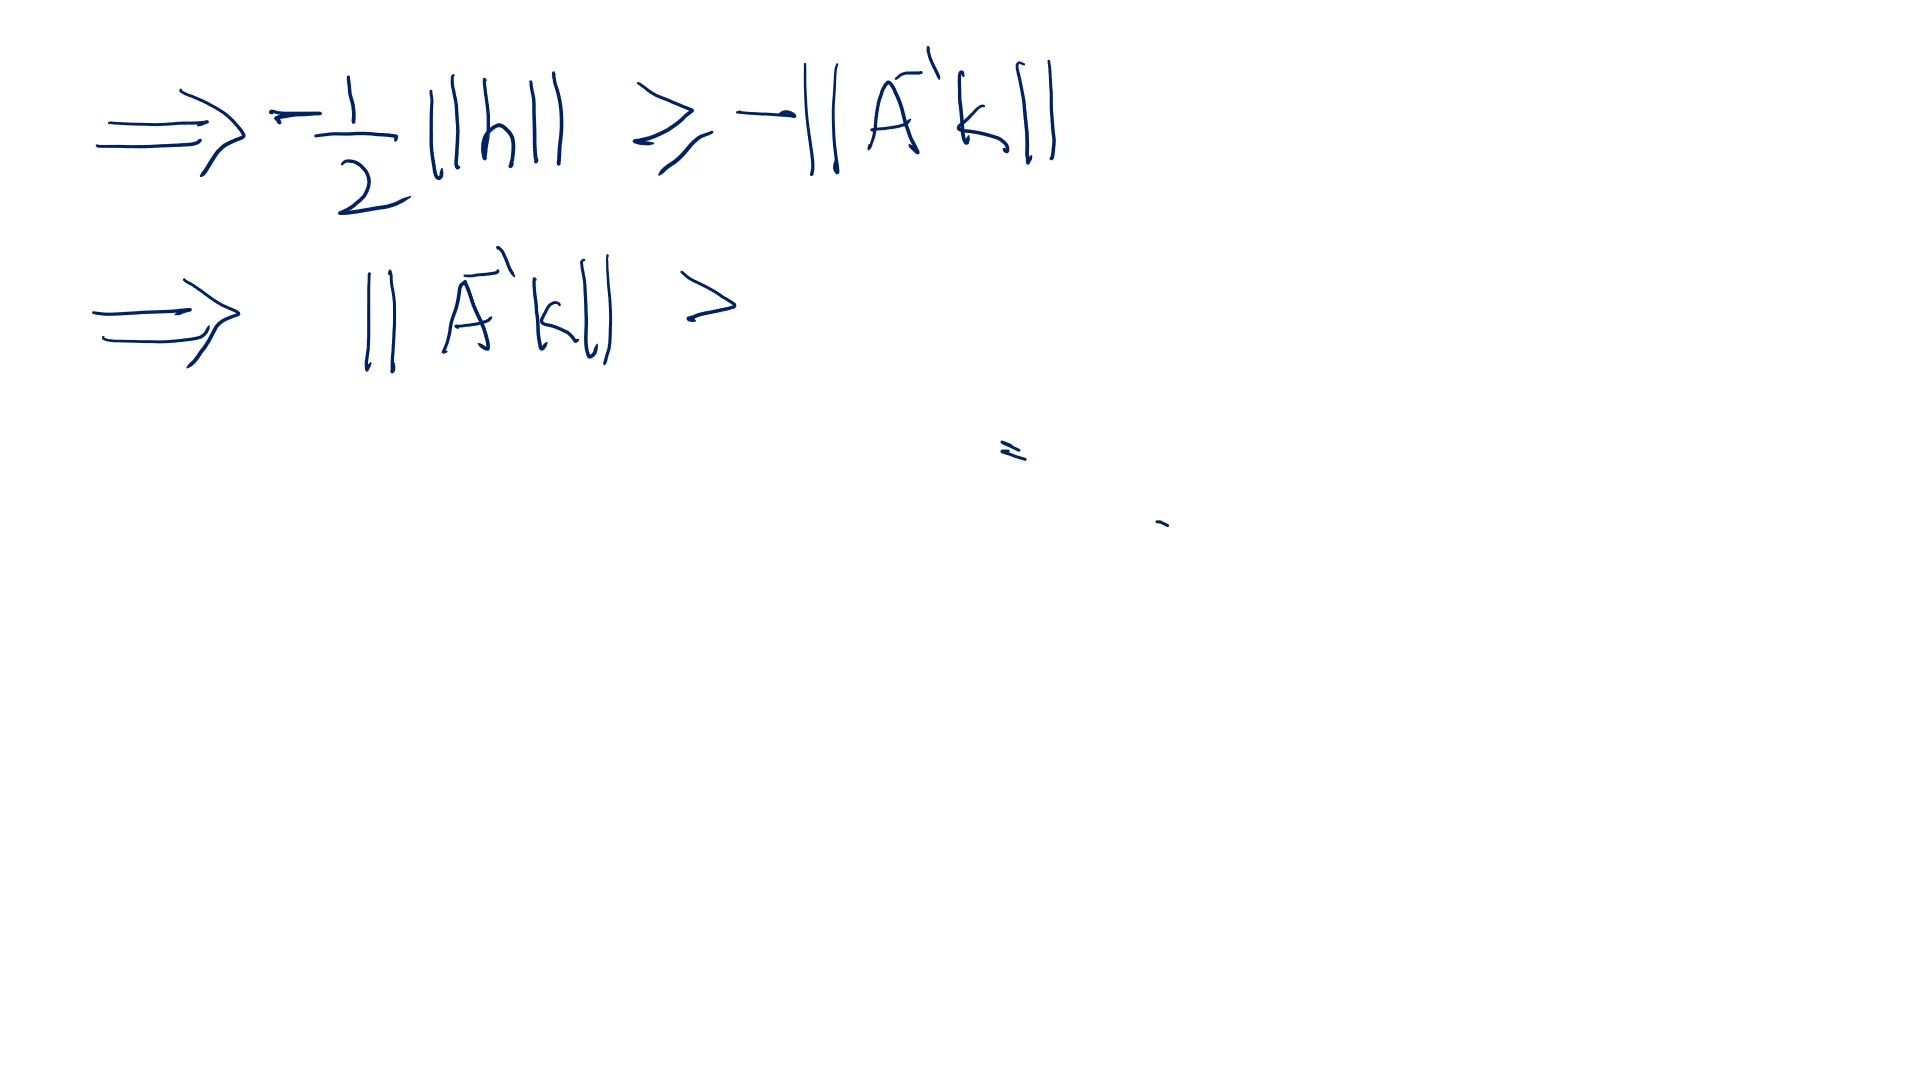 ⟹ -1/2 ||h|| ⩾ -||A⁻¹k||
⟹ ||A⁻¹k|| >
=
-